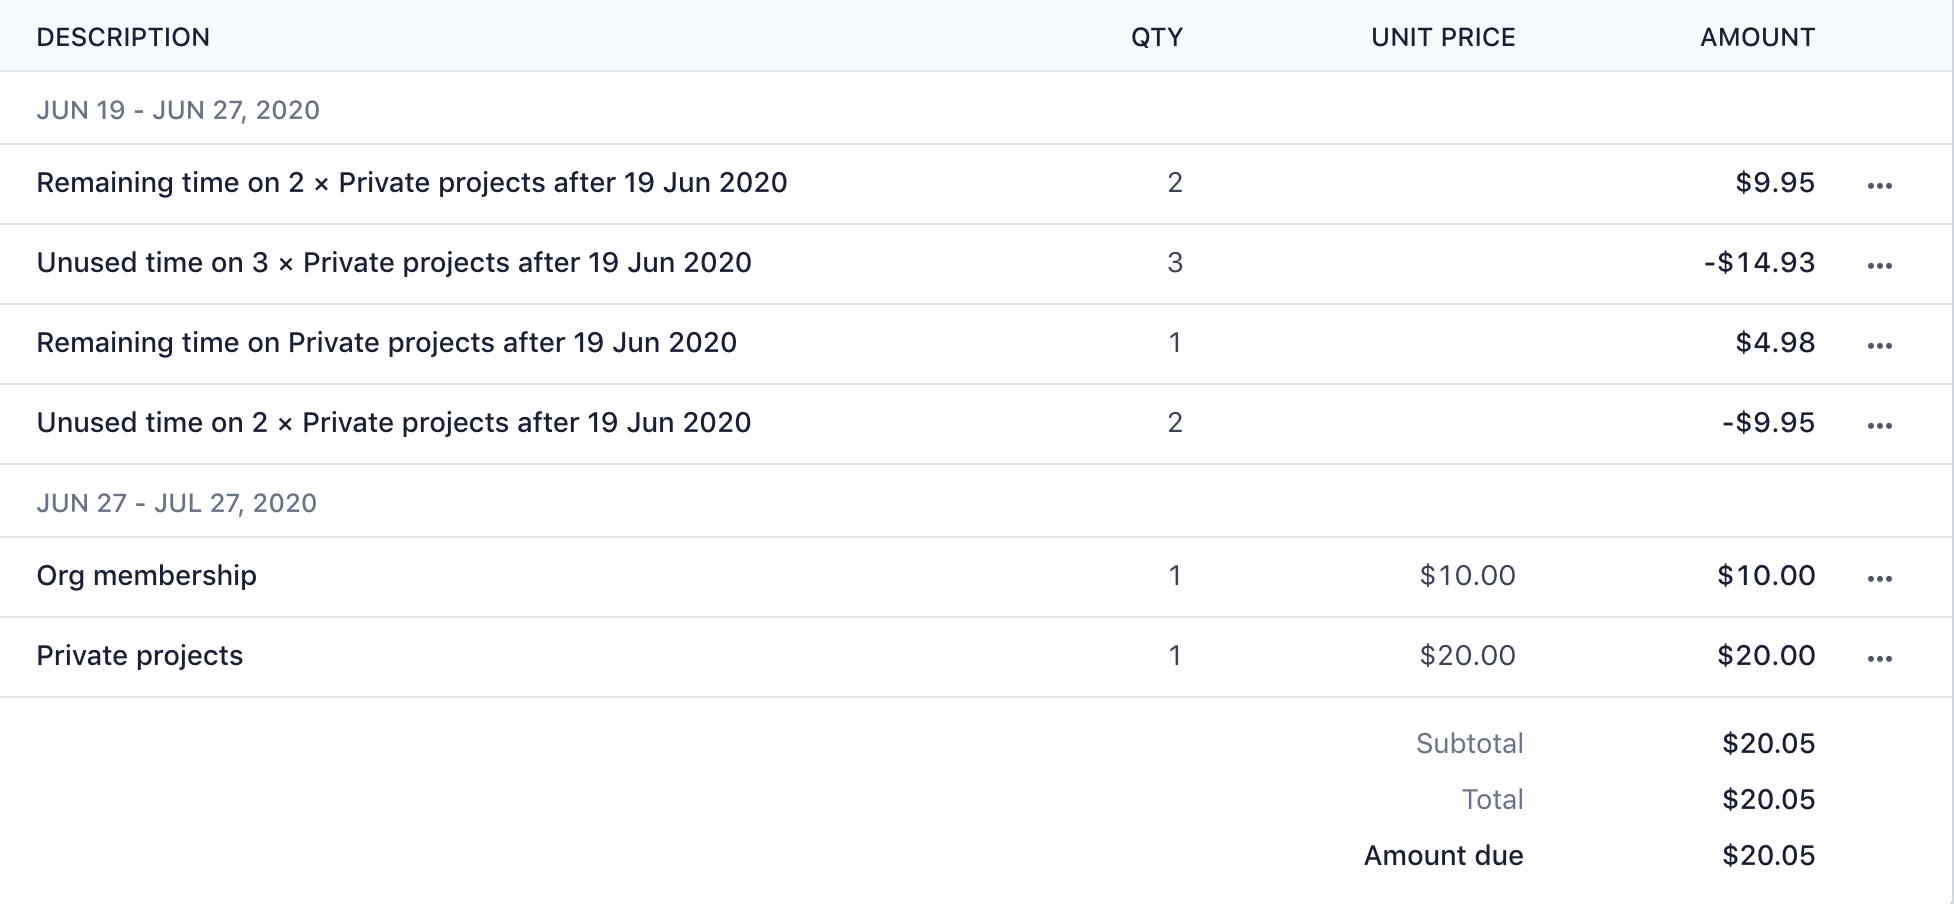 DESCRIPTION QTY UNIT PRICE AMOUNT
JUN 19 - JUN 27, 2020
Remaining time on 2 × Private projects after 19 Jun 2020 2 $9.95 •••
Unused time on 3 × Private projects after 19 Jun 2020 3 -$14.93 •••
Remaining time on Private projects after 19 Jun 2020 1 $4.98 •••
Unused time on 2 × Private projects after 19 Jun 2020 2 -$9.95 •••
JUN 27 - JUL 27, 2020
Org membership 1 $10.00 $10.00 •••
Private projects 1 $20.00 $20.00 •••
Subtotal $20.05
Total $20.05
Amount due $20.05